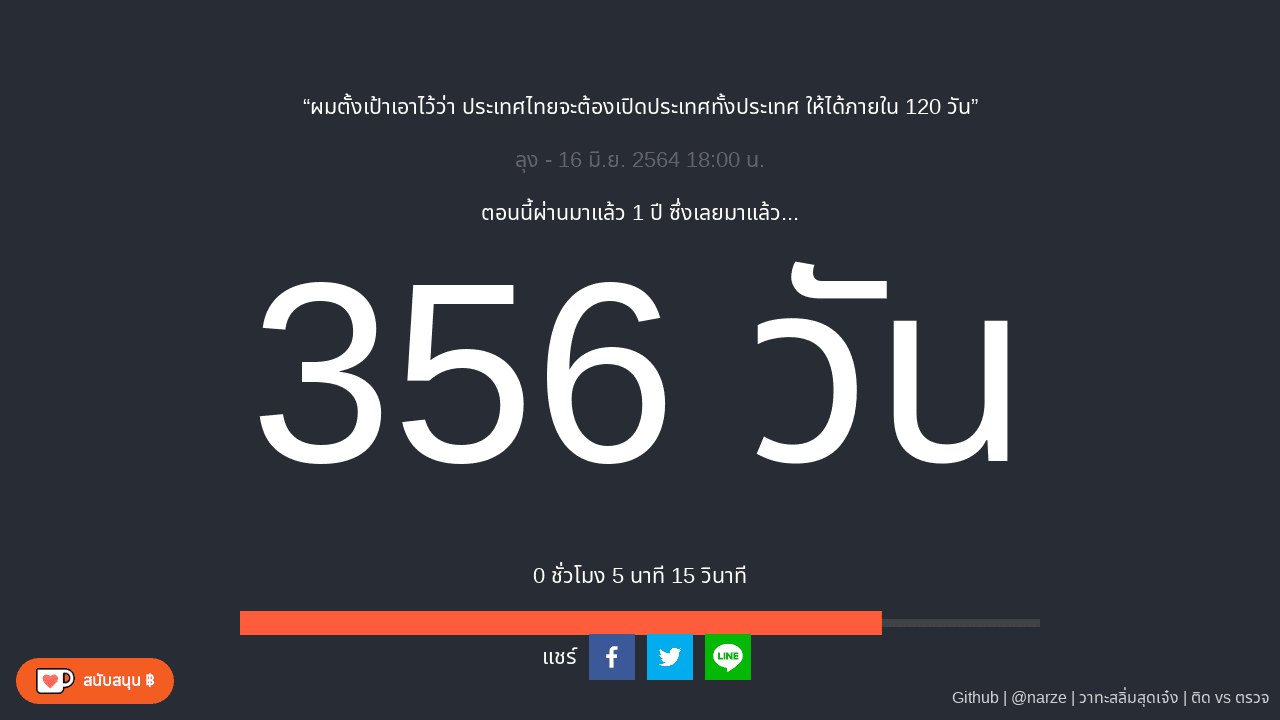 “ผมตั้งเป้าเอาไว้ว่า ประเทศไทยจะต้องเปิดประเทศทั้งประเทศ ให้ได้ภายใน 120 วัน”
ลุง - 16 มิ.ย. 2564 18:00 น.
ตอนนี้ผ่านมาแล้ว 1 ปี ซึ่งเลยมาแล้ว...
356 วัน
0 ชั่วโมง 5 นาที 15 วินาที
แชร์
LINE
สนับสนุน ฿
Github | @narze | วาทะสลิ่มสุดเจ๋ง | ติด vs ตรวจ